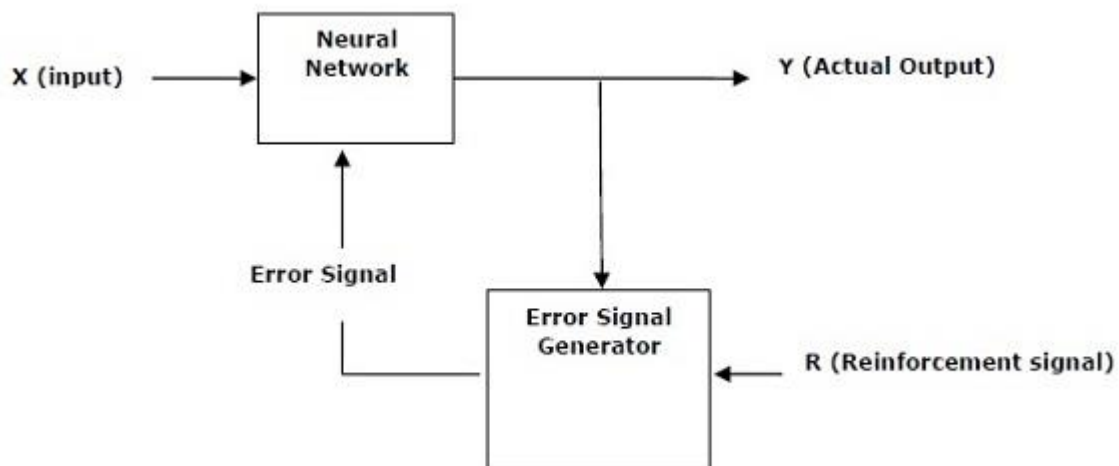 Neural
Network
X (input)
Y (Actual Output)
Error Signal
Error Signal
Generator
R (Reinforcement signal)